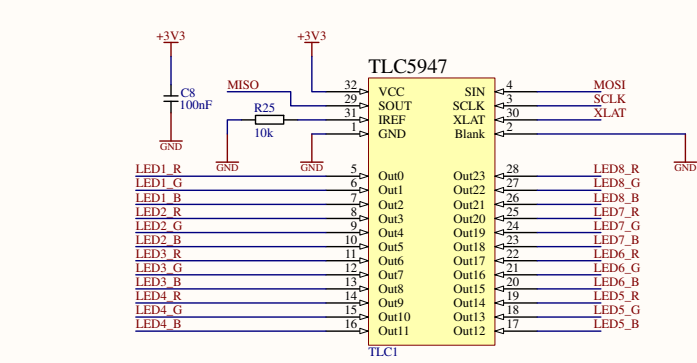 +3V3
+3V3
TLC5947
C8
100nF
GND
MISO
R25
10k
GND
GND
32 VCC SIN 4 MOSI
29 SOUT SCLK 3 SCLK
31 IREF XLAT 30 XLAT
1 GND Blank 2
GND
LED1_R 5 Out0 Out23 28 LED8_R
LED1_G 6 Out1 Out22 27 LED8_G
LED1_B 7 Out2 Out21 26 LED8_B
LED2_R 8 Out3 Out20 25 LED7_R
LED2_G 9 Out4 Out19 24 LED7_G
LED2_B 10 Out5 Out18 23 LED7_B
LED3_R 11 Out6 Out17 22 LED6_R
LED3_G 12 Out7 Out16 21 LED6_G
LED3_B 13 Out8 Out15 20 LED6_B
LED4_R 14 Out9 Out14 19 LED5_R
LED4_G 15 Out10 Out13 18 LED5_G
LED4_B 16 Out11 Out12 17 LED5_B
TLC1